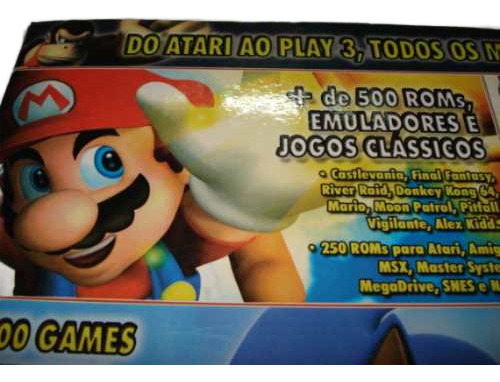 DO ATARI AO PLAY 3, TODOS OS
M
+ de 500 ROMs,
EMULADORES E
JOGOS CLÁSSICOS
• Castlevania, Final Fantasy,
River Raid, Donkey Kong 64
Mario, Moon Patrol, Pitfall
Vigilante, Alex Kidd
• 250 ROMs para Atari, Amig
MSX, Master Syst
MegaDrive, SNES e N
00 GAMES